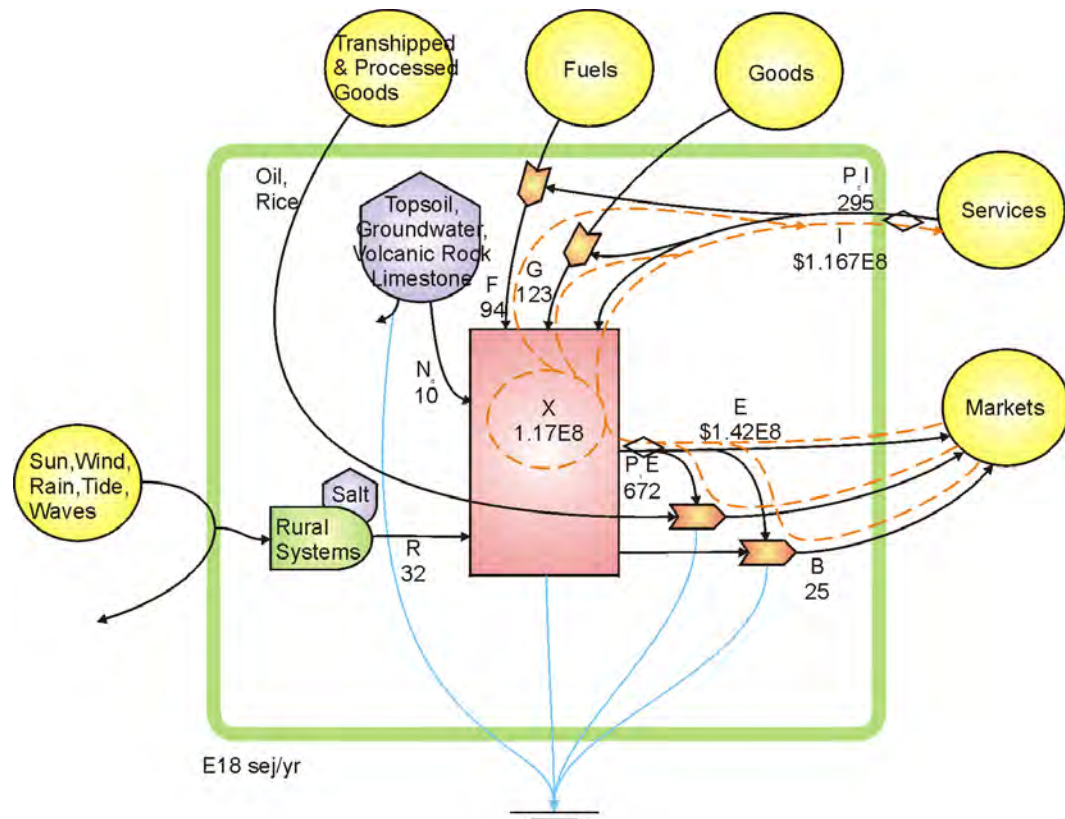 Transhipped
& Processed
Goods
Fuels
Goods
Oil,
Rice
Topsoil,
Groundwater,
Volcanic Rock
Limestone
P I
295
Services
I
$1.167E8
F
94
G
123
N
10
X
1.17E8
E
$1.42E8
P E
672
Markets
Sun,Wind,
Rain,Tide,
Waves
Salt
Rural
Systems
R
32
B
25
E18 sej/yr